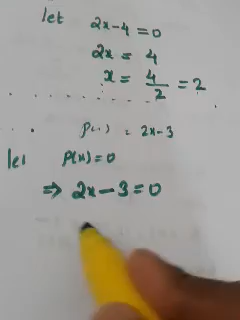 let 2x-4=0
2x = 4
x = 4/2 = 2
p(x) = 2x-3
let p(x)=0
⇒ 2x-3=0